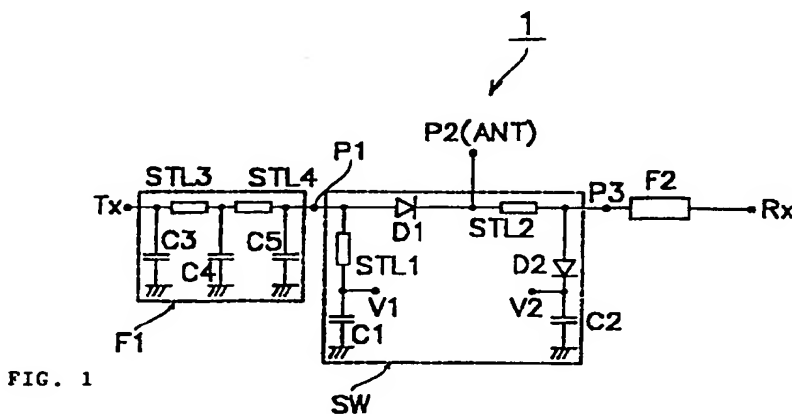 1
P2(ANT)
P1
STL3 STL4 P3 F2
Tx Rx
D1 STL2
C3 C4 C5 STL1 D2
V1 V2
C1 C2
F1
FIG. 1
SW